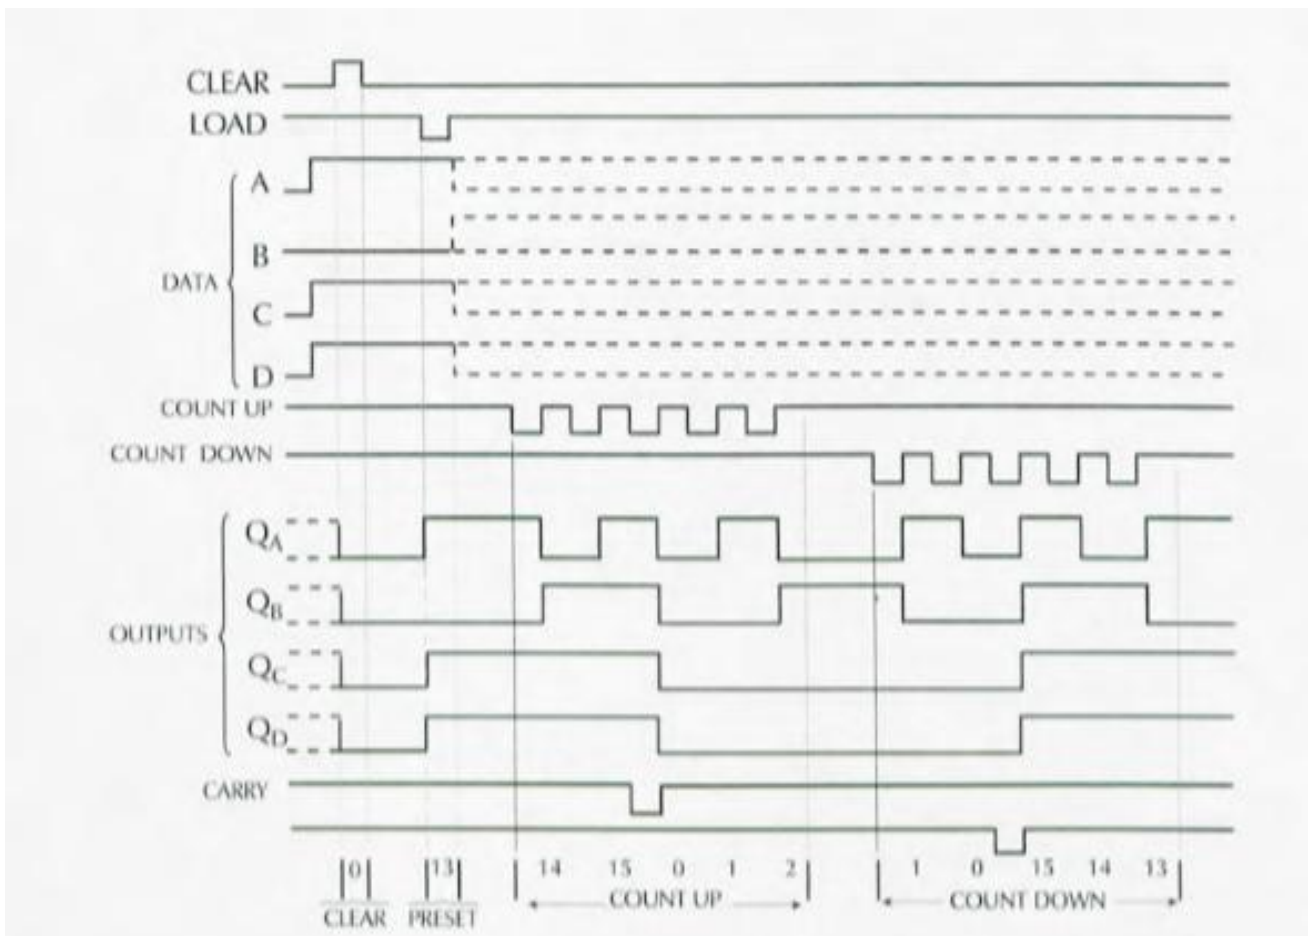 CLEAR
LOAD
A
B
DATA
C
D
COUNT UP
COUNT DOWN
QA
QB
OUTPUTS
QC
QD
CARRY
0 13 14 15 0 1 2 1 0 15 14 13
CLEAR PRESET COUNT UP COUNT DOWN